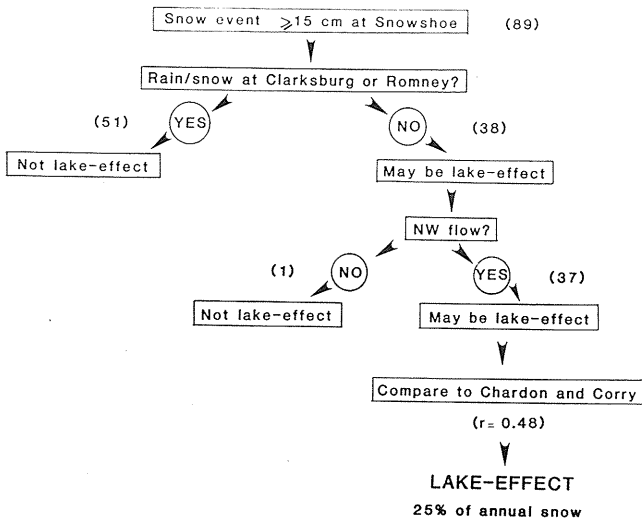 Snow event ⩾15 cm at Snowshoe (89)
Rain/snow at Clarksburg or Romney?
(51) YES NO (38)
Not lake-effect May be lake-effect
NW flow?
(1) NO YES (37)
Not lake-effect May be lake-effect
Compare to Chardon and Corry
(r= 0.48)
LAKE-EFFECT
25% of annual snow